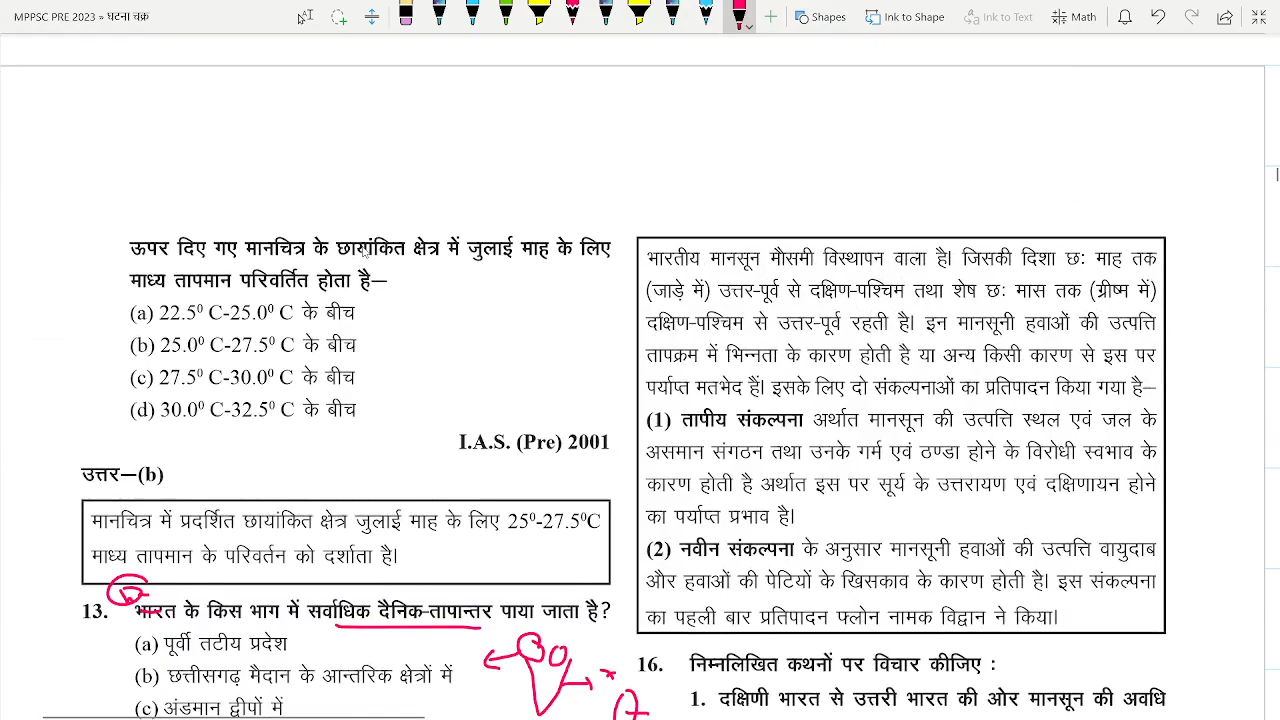 MPPSC PRE 2023 » घटना चक्र
Shapes
Ink to Shape
Ink to Text
Math
ऊपर दिए गए मानचित्र के छायांकित क्षेत्र में जुलाई माह के लिए
माध्य तापमान परिवर्तित होता है–
(a) 22.5⁰ C-25.0⁰ C के बीच
(b) 25.0⁰ C-27.5⁰ C के बीच
(c) 27.5⁰ C-30.0⁰ C के बीच
(d) 30.0⁰ C-32.5⁰ C के बीच
I.A.S. (Pre) 2001
उत्तर–(b)
मानचित्र में प्रदर्शित छायांकित क्षेत्र जुलाई माह के लिए 25⁰-27.5⁰C
माध्य तापमान के परिवर्तन को दर्शाता है।
13. भारत के किस भाग में सर्वाधिक दैनिक-तापान्तर पाया जाता है?
(a) पूर्वी तटीय प्रदेश
(b) छत्तीसगढ़ मैदान के आन्तरिक क्षेत्रों में
(c) अंडमान द्वीपों में
भारतीय मानसून मौसमी विस्थापन वाला है। जिसकी दिशा छः माह तक
(जाड़े में) उत्तर-पूर्व से दक्षिण-पश्चिम तथा शेष छः मास तक (ग्रीष्म में)
दक्षिण-पश्चिम से उत्तर-पूर्व रहती है। इन मानसूनी हवाओं की उत्पत्ति
तापक्रम में भिन्नता के कारण होती है या अन्य किसी कारण से इस पर
पर्याप्त मतभेद हैं। इसके लिए दो संकल्पनाओं का प्रतिपादन किया गया है–
(1) तापीय संकल्पना अर्थात मानसून की उत्पत्ति स्थल एवं जल के
असमान संगठन तथा उनके गर्म एवं ठण्डा होने के विरोधी स्वभाव के
कारण होती है अर्थात इस पर सूर्य के उत्तरायण एवं दक्षिणायन होने
का पर्याप्त प्रभाव है।
(2) नवीन संकल्पना के अनुसार मानसूनी हवाओं की उत्पत्ति वायुदाब
और हवाओं की पेटियों के खिसकाव के कारण होती है। इस संकल्पना
का पहली बार प्रतिपादन फ्लोन नामक विद्वान ने किया।
16. निम्नलिखित कथनों पर विचार कीजिए :
1. दक्षिणी भारत से उत्तरी भारत की ओर मानसून की अवधि